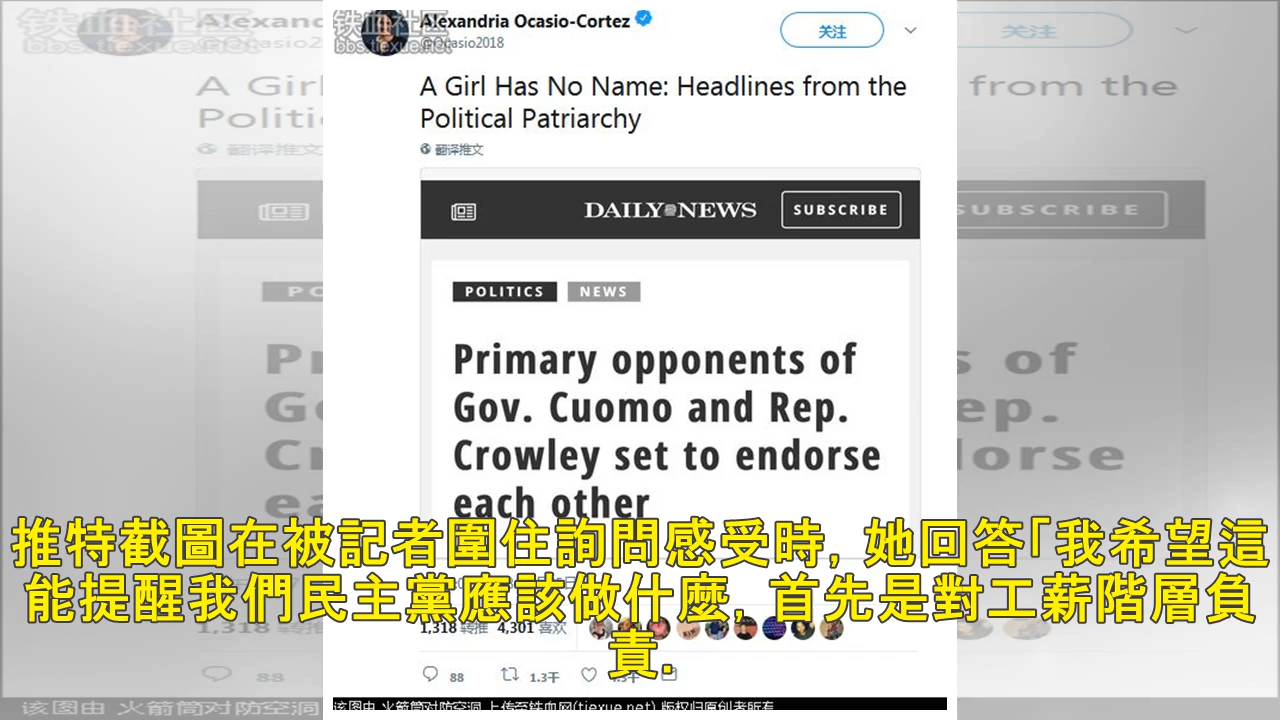 铁血社区
bbs.tiexue.net
Alexandria Ocasio-Cortez
@Ocasio2018
关注
A Girl Has No Name: Headlines from the
Political Patriarchy
翻译推文
DAILY NEWS
SUBSCRIBE
POLITICS
NEWS
Primary opponents of
Gov. Cuomo and Rep.
Crowley set to endorse
each other
推特截圖在被記者圍住詢問感受時, 她回答「我希望這
能提醒我們民主黨應該做什麼, 首先是對工薪階層負
責.
1,318 转推 4,301 喜欢
88
1.3千
该图由 火箭筒对防空洞 上传至铁血网(tiexue.net) 版权归原创者所有